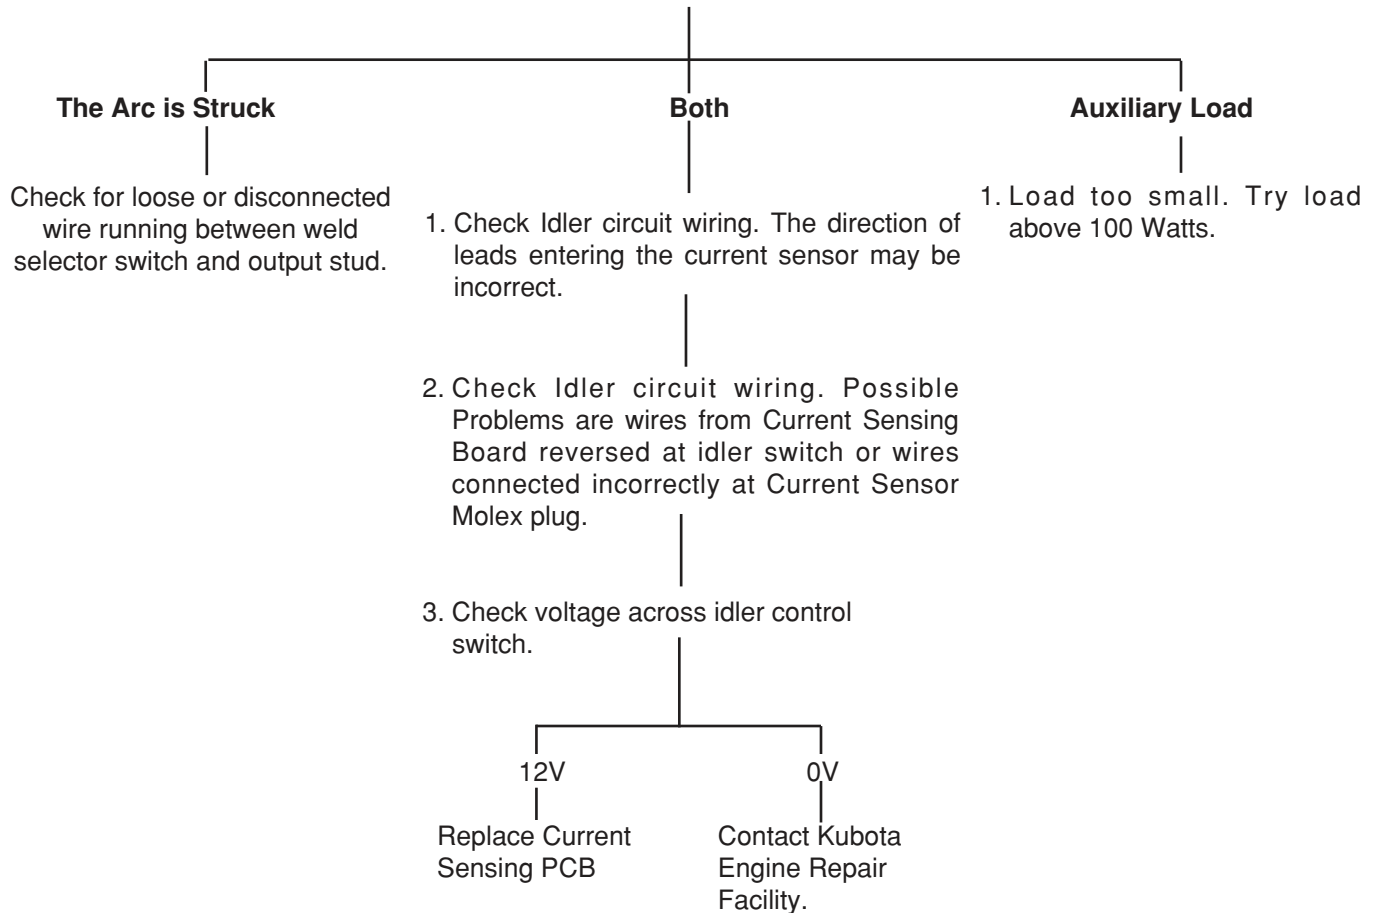 The Arc is Struck
Both
Auxiliary Load
Check for loose or disconnected
wire running between weld
selector switch and output stud.
1. Check Idler circuit wiring. The direction of
leads entering the current sensor may be
incorrect.
1. Load too small. Try load
above 100 Watts.
2. Check Idler circuit wiring. Possible
Problems are wires from Current Sensing
Board reversed at idler switch or wires
connected incorrectly at Current Sensor
Molex plug.
3. Check voltage across idler control
switch.
12V
0V
Replace Current
Sensing PCB
Contact Kubota
Engine Repair
Facility.